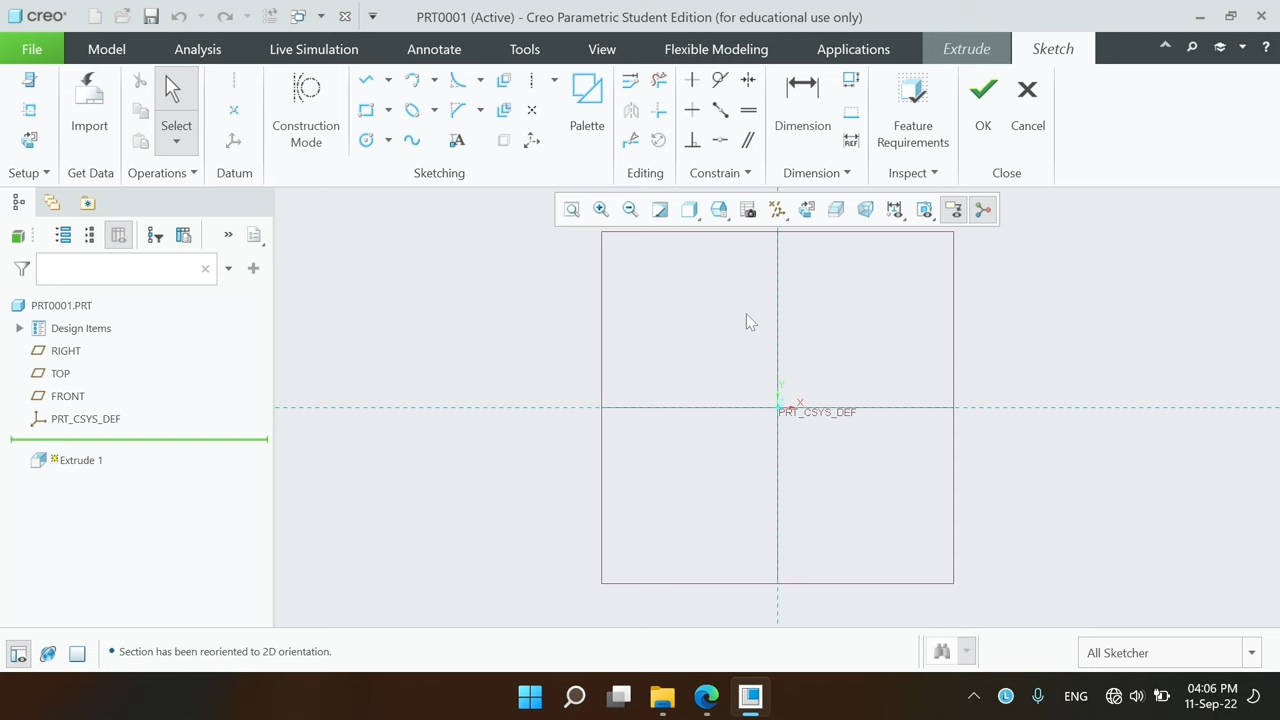 creo
PRT0001 (Active) - Creo Parametric Student Edition (for educational use only)
File
Model
Analysis
Live Simulation
Annotate
Tools
View
Flexible Modeling
Applications
Extrude
Sketch
Import
Select
Construction
Mode
A
Palette
Dimension
REF
Feature
Requirements
OK
Cancel
Setup
Get Data
Operations
Datum
Sketching
Editing
Constrain
Dimension
Inspect
Close
PRT0001.PRT
Design Items
RIGHT
TOP
FRONT
PRT_CSYS_DEF
Extrude 1
Y
X
PRT_CSYS_DEF
Section has been reoriented to 2D orientation.
All Sketcher
ENG
04:06 PM
11-Sep-22